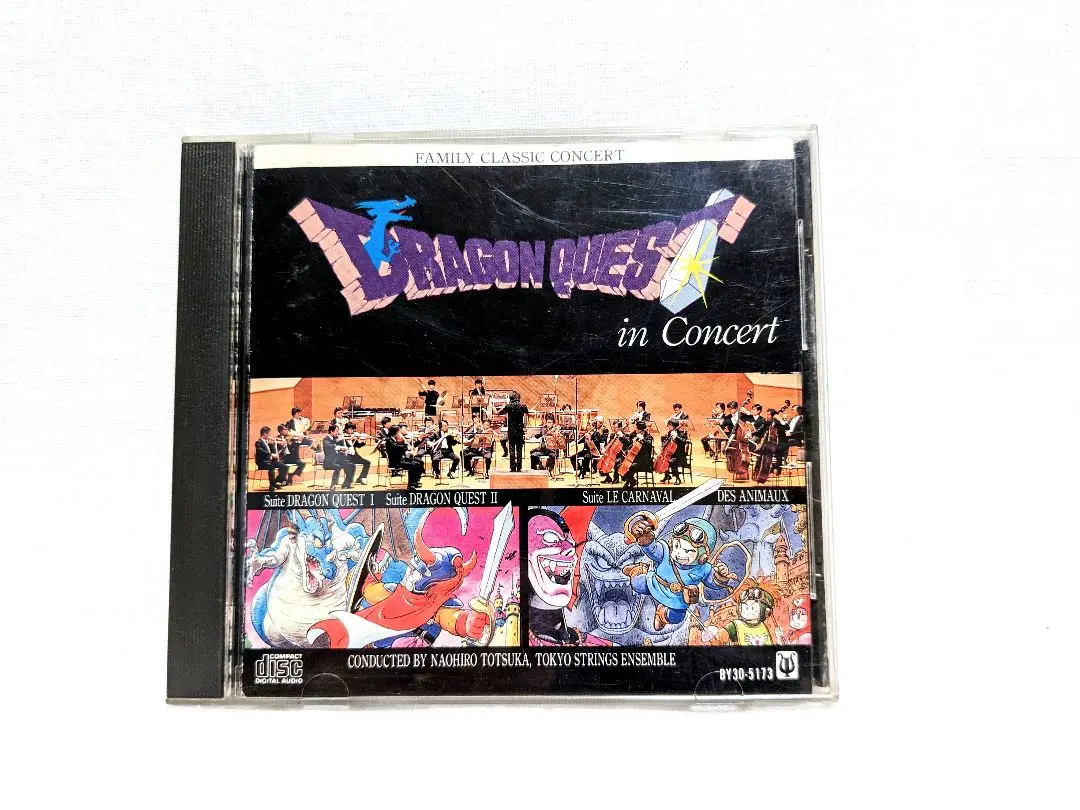 FAMILY CLASSIC CONCERT
DRAGON QUEST
in Concert
Suite DRAGON QUEST I Suite DRAGON QUEST II Suite LE CARNAVAL DES ANIMAUX
COMPACT
disc
DIGITAL AUDIO
CONDUCTED BY NAOHIRO TOTSUKA, TOKYO STRINGS ENSEMBLE
BY30-5173